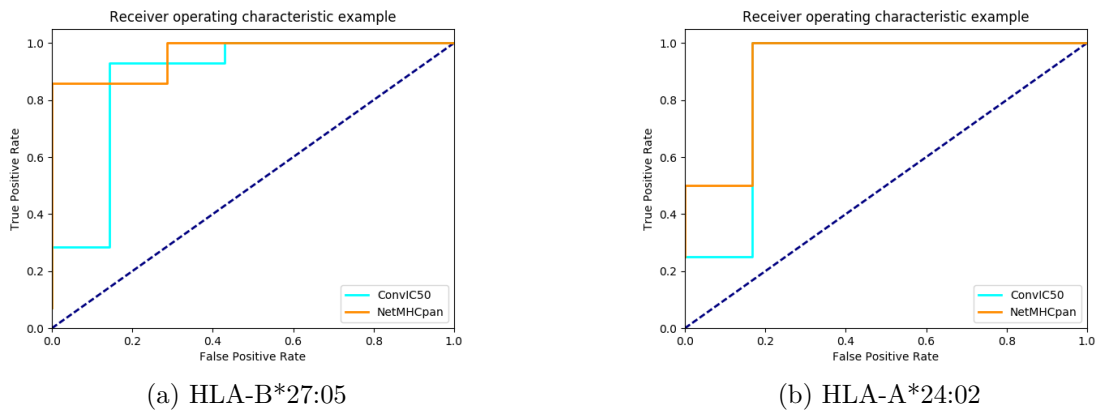 Receiver operating characteristic example
1.0
0.8
0.6
0.4
0.2
0.0
True Positive Rate
0.0 0.2 0.4 0.6 0.8 1.0
False Positive Rate
ConvIC50
NetMHCpan
(a) HLA-B*27:05
Receiver operating characteristic example
1.0
0.8
0.6
0.4
0.2
0.0
True Positive Rate
0.0 0.2 0.4 0.6 0.8 1.0
False Positive Rate
ConvIC50
NetMHCpan
(b) HLA-A*24:02